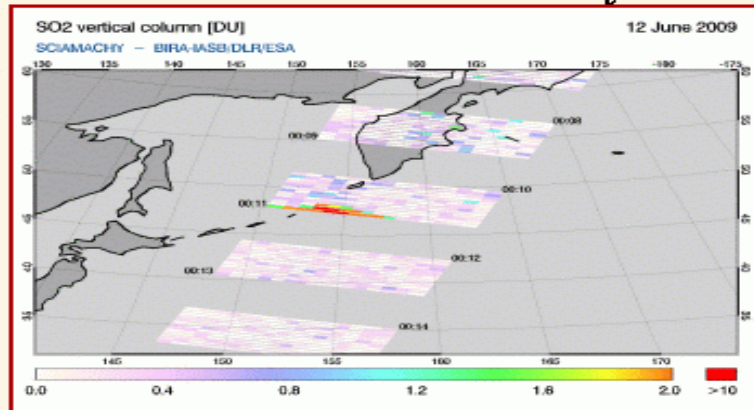 SO2 vertical column [DU] 12 June 2009
SCIAMACHY – BIRA-IASB/DLR/ESA
130 135 140 145 150 155 160 165 170 175 -180 -175
00:08
00:09
00:10
00:11
00:12
00:13
00:14
145 150 155 160 165 170
0.0 0.4 0.8 1.2 1.6 2.0 >10